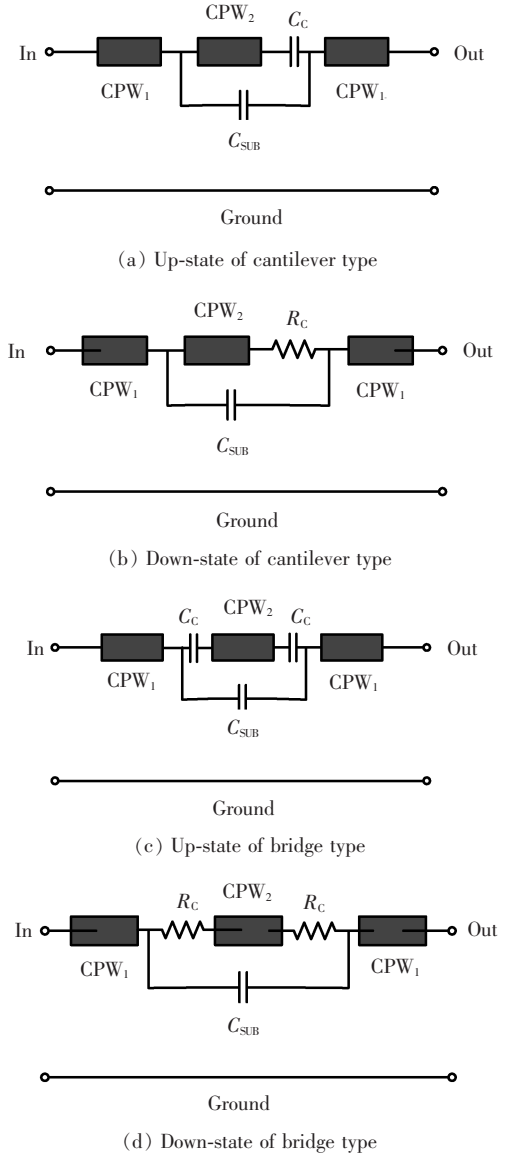 CPW₂
C_C
In
Out
CPW₁
CPW₁
C_SUB
Ground
(a) Up-state of cantilever type
CPW₂
R_C
In
Out
CPW₁
CPW₁
C_SUB
Ground
(b) Down-state of cantilever type
C_C
CPW₂
C_C
In
Out
CPW₁
CPW₁
C_SUB
Ground
(c) Up-state of bridge type
R_C
CPW₂
R_C
In
Out
CPW₁
CPW₁
C_SUB
Ground
(d) Down-state of bridge type